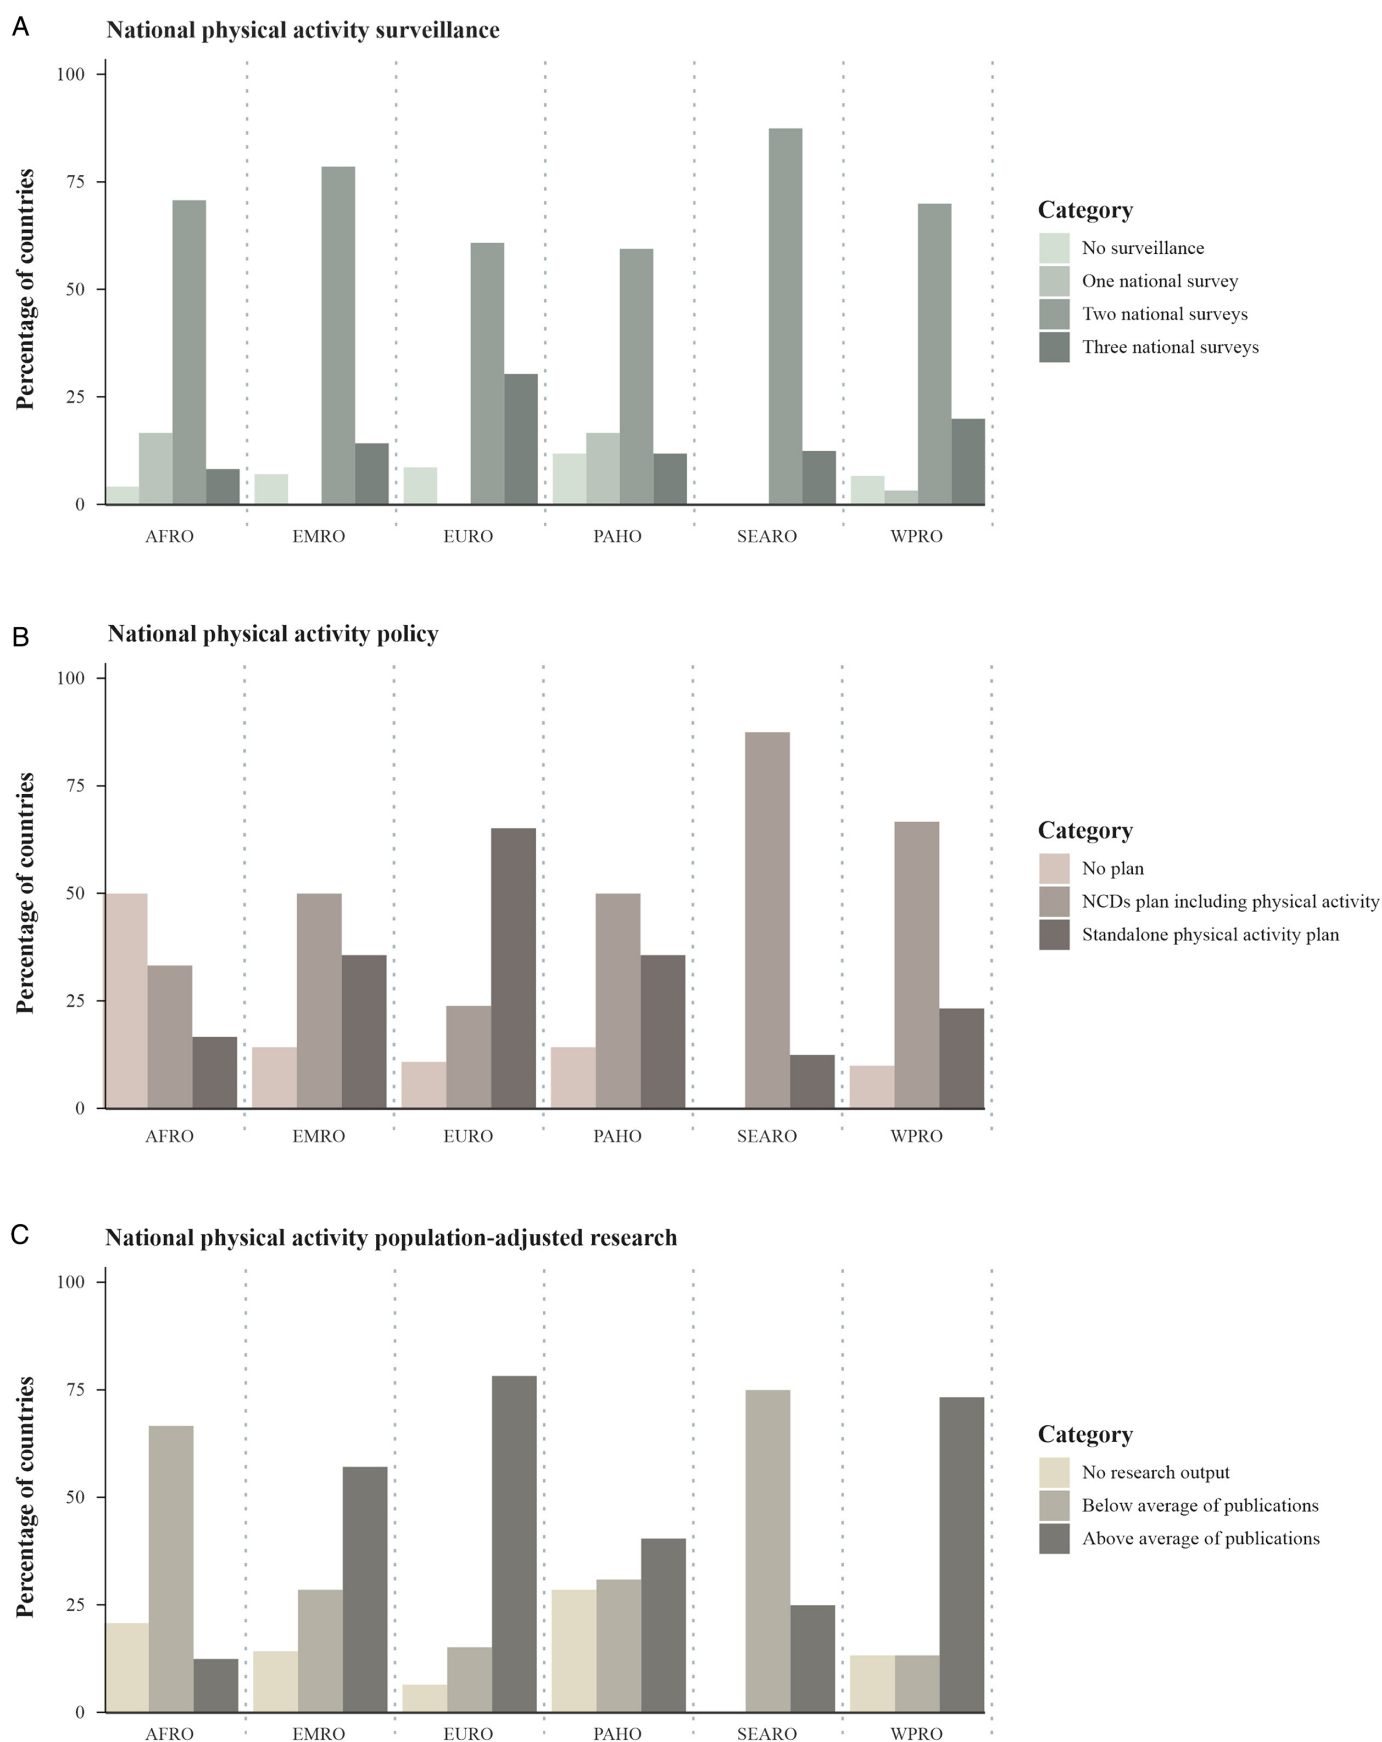 A
National physical activity surveillance
Percentage of countries
100
75
50
25
0
AFRO EMRO EURO PAHO SEARO WPRO
Category
No surveillance
One national survey
Two national surveys
Three national surveys
B
National physical activity policy
Percentage of countries
100
75
50
25
0
AFRO EMRO EURO PAHO SEARO WPRO
Category
No plan
NCDs plan including physical activity
Standalone physical activity plan
C
National physical activity population-adjusted research
Percentage of countries
100
75
50
25
0
AFRO EMRO EURO PAHO SEARO WPRO
Category
No research output
Below average of publications
Above average of publications